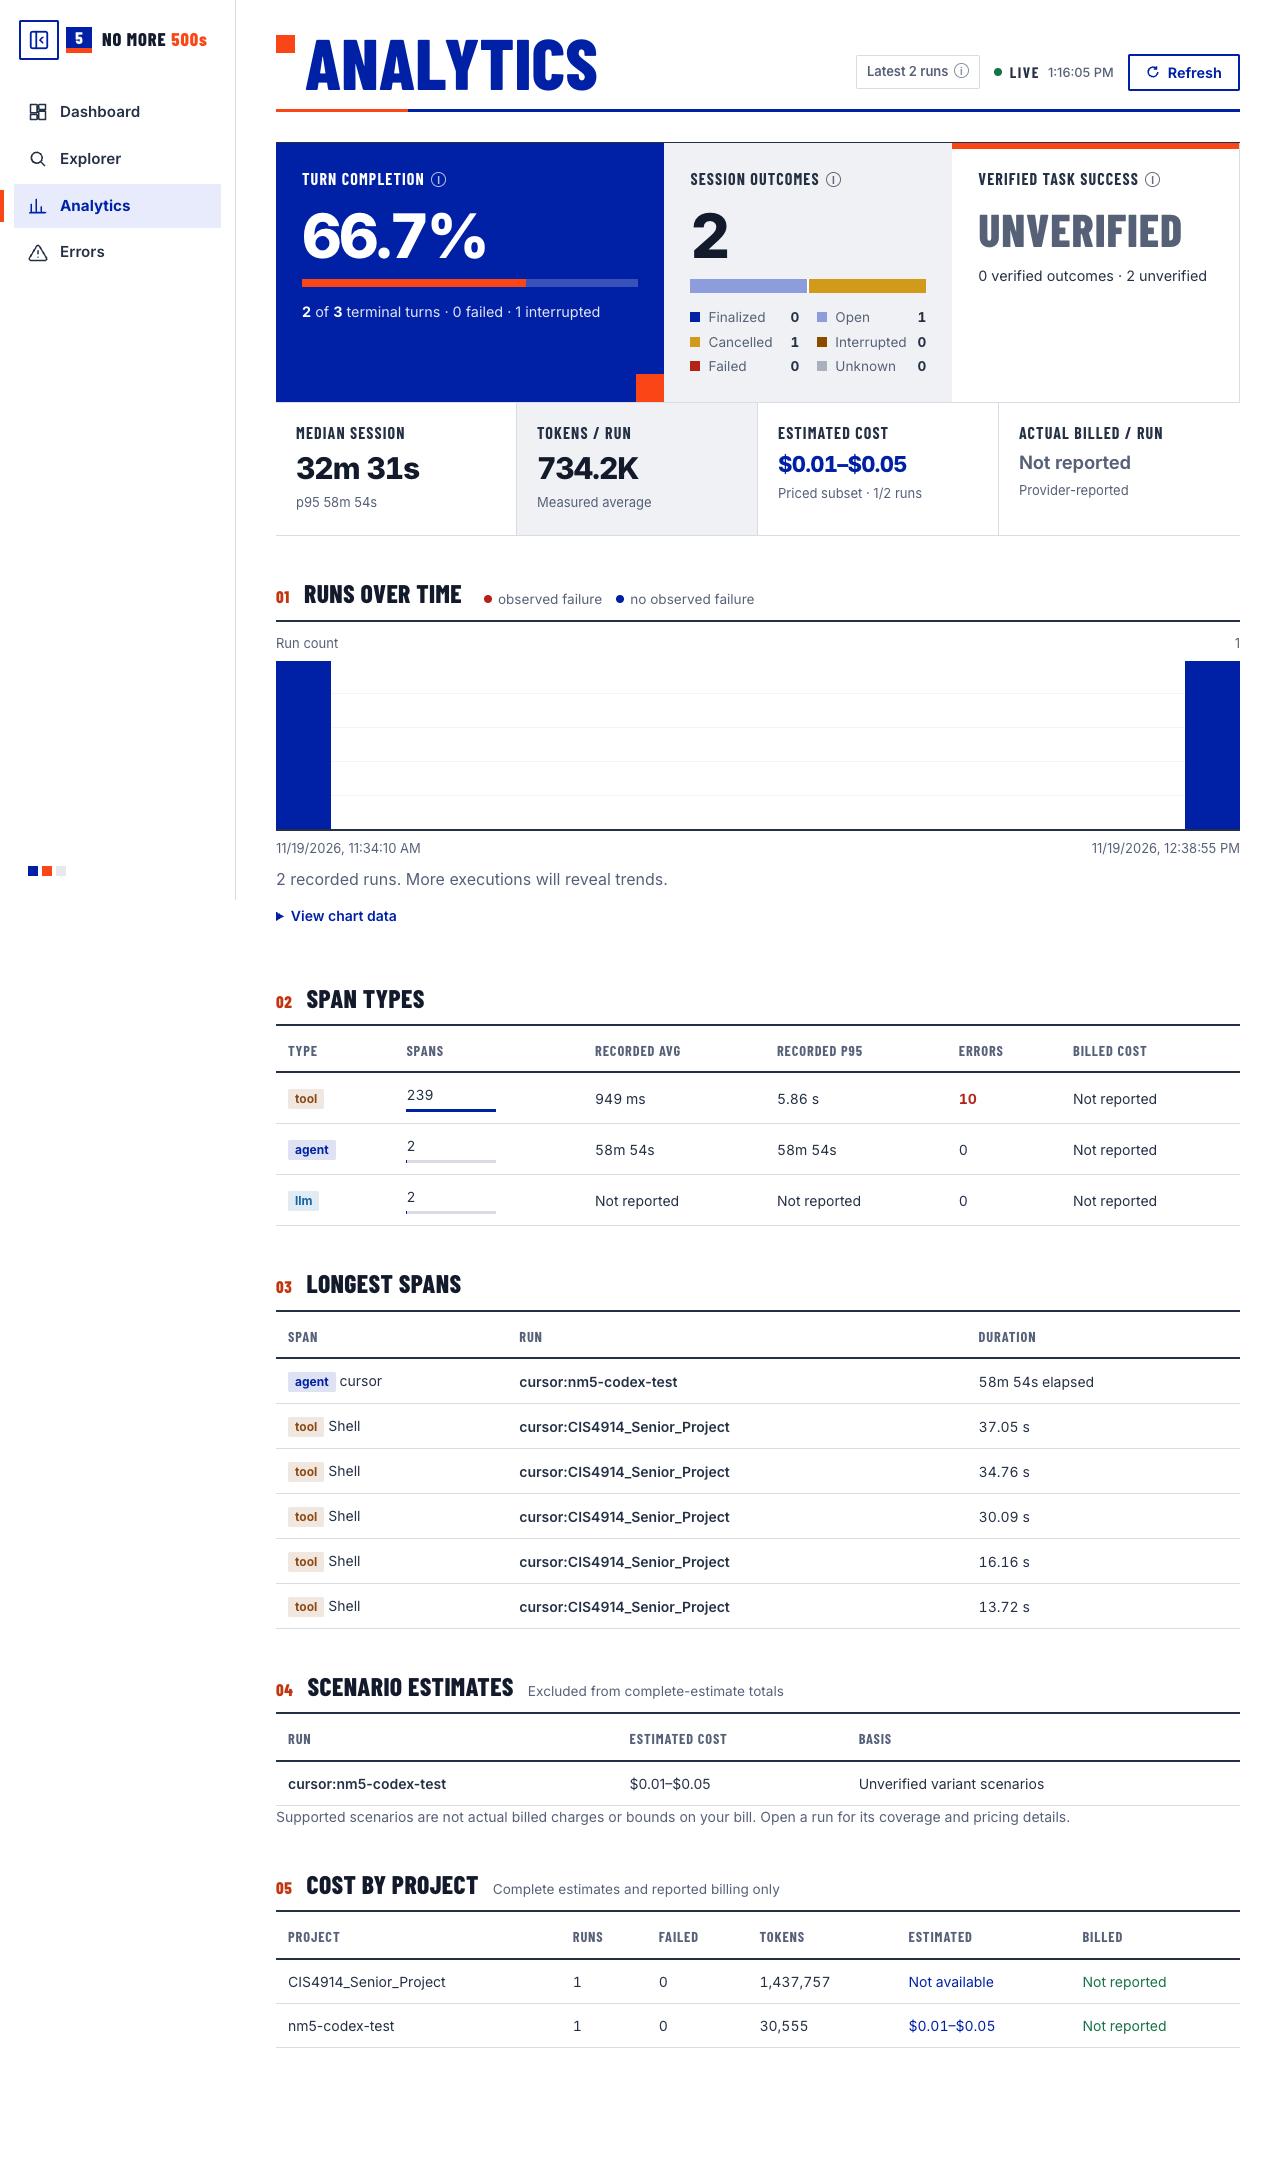 5 NO MORE 500s
Dashboard
Explorer
Analytics
Errors
ANALYTICS
Latest 2 runs ⓘ
LIVE 1:16:05 PM
Refresh
TURN COMPLETION ⓘ
66.7%
2 of 3 terminal turns · 0 failed · 1 interrupted
SESSION OUTCOMES ⓘ
2
Finalized 0 Open 1
Cancelled 1 Interrupted 0
Failed 0 Unknown 0
VERIFIED TASK SUCCESS ⓘ
UNVERIFIED
0 verified outcomes · 2 unverified
MEDIAN SESSION
32m 31s
p95 58m 54s
TOKENS / RUN
734.2K
Measured average
ESTIMATED COST
$0.01–$0.05
Priced subset · 1/2 runs
ACTUAL BILLED / RUN
Not reported
Provider-reported
01 RUNS OVER TIME observed failure no observed failure
Run count 1
11/19/2026, 11:34:10 AM 11/19/2026, 12:38:55 PM
2 recorded runs. More executions will reveal trends.
View chart data
02 SPAN TYPES
TYPE SPANS RECORDED AVG RECORDED P95 ERRORS BILLED COST
tool 239 949 ms 5.86 s 10 Not reported
agent 2 58m 54s 58m 54s 0 Not reported
llm 2 Not reported Not reported 0 Not reported
03 LONGEST SPANS
SPAN RUN DURATION
agent cursor cursor:nm5-codex-test 58m 54s elapsed
tool Shell cursor:CIS4914_Senior_Project 37.05 s
tool Shell cursor:CIS4914_Senior_Project 34.76 s
tool Shell cursor:CIS4914_Senior_Project 30.09 s
tool Shell cursor:CIS4914_Senior_Project 16.16 s
tool Shell cursor:CIS4914_Senior_Project 13.72 s
04 SCENARIO ESTIMATES Excluded from complete-estimate totals
RUN ESTIMATED COST BASIS
cursor:nm5-codex-test $0.01–$0.05 Unverified variant scenarios
Supported scenarios are not actual billed charges or bounds on your bill. Open a run for its coverage and pricing details.
05 COST BY PROJECT Complete estimates and reported billing only
PROJECT RUNS FAILED TOKENS ESTIMATED BILLED
CIS4914_Senior_Project 1 0 1,437,757 Not available Not reported
nm5-codex-test 1 0 30,555 $0.01–$0.05 Not reported